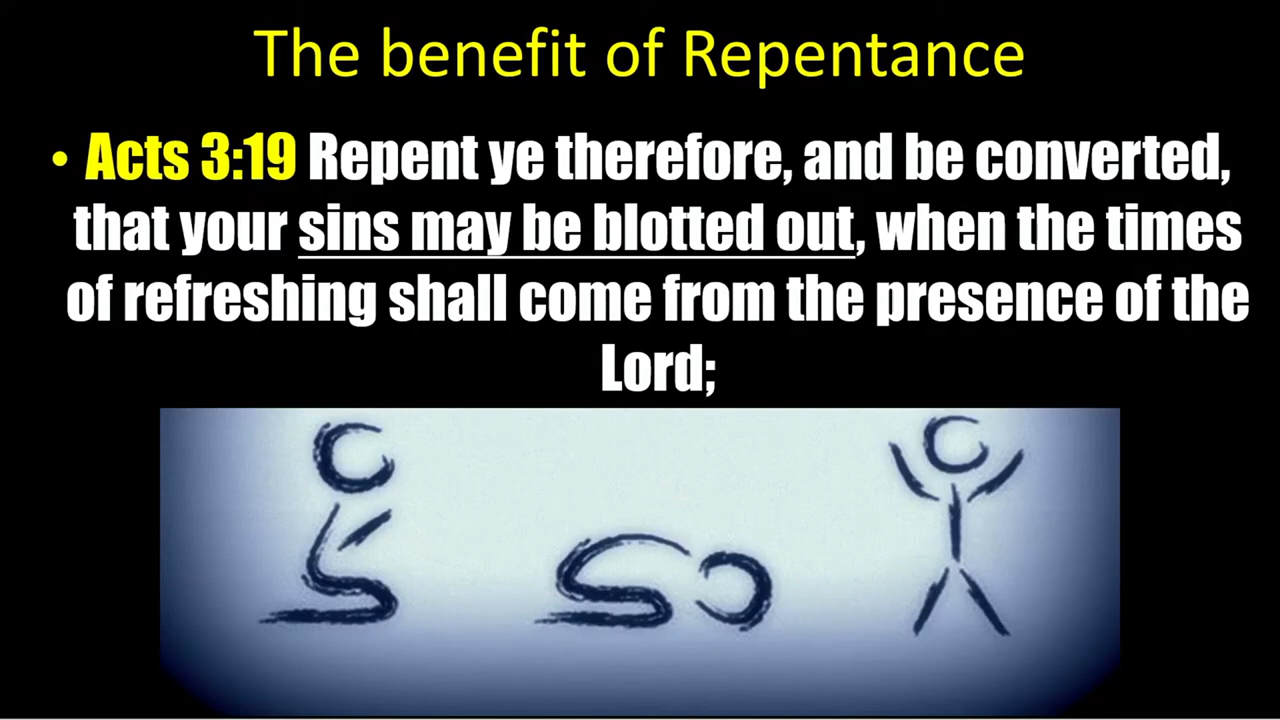 The benefit of Repentance
• Acts 3:19 Repent ye therefore, and be converted,
that your sins may be blotted out, when the times
of refreshing shall come from the presence of the
Lord;